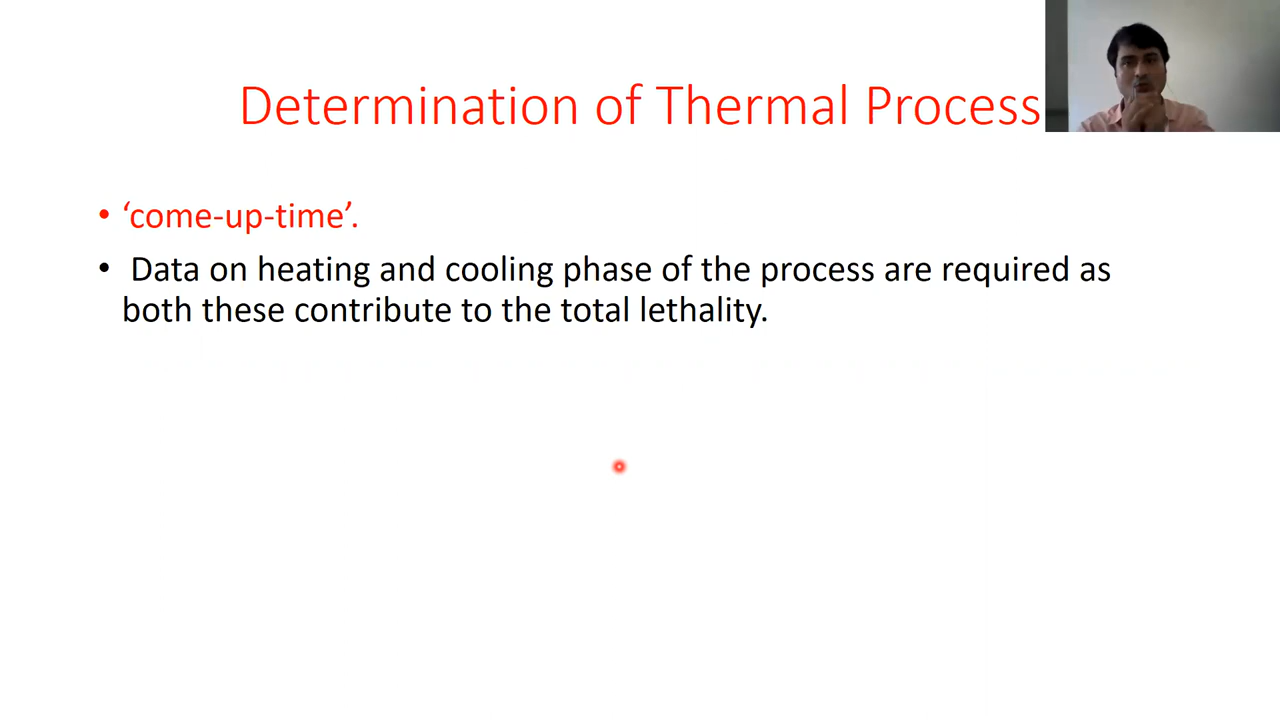 Determination of Thermal Process
• ‘come-up-time’.
• Data on heating and cooling phase of the process are required as
both these contribute to the total lethality.